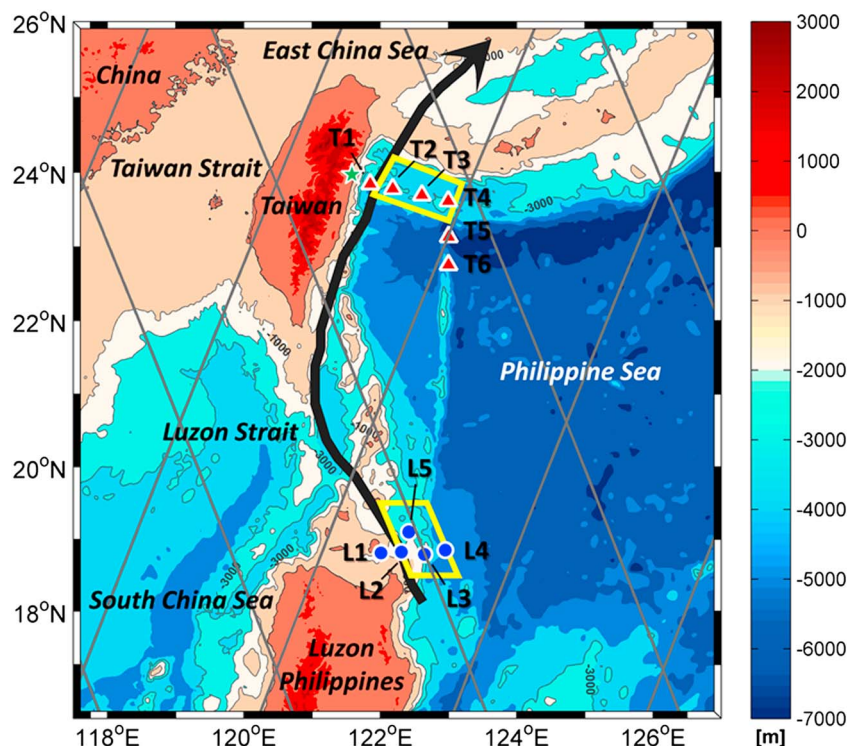 26°N
24°N
22°N
20°N
18°N
118°E
120°E
122°E
124°E
126°E
China
East China Sea
Taiwan Strait
T1
T2
T3
Taiwan
T4
-3000
T5
T6
-1000
Philippine Sea
Luzon Strait
-1000
-3000
L5
L1
L4
L2
L3
-3000
-3000
South China Sea
Luzon
Philippines
-3000
3000
2000
1000
0
-1000
-2000
-3000
-4000
-5000
-6000
-7000
[m]